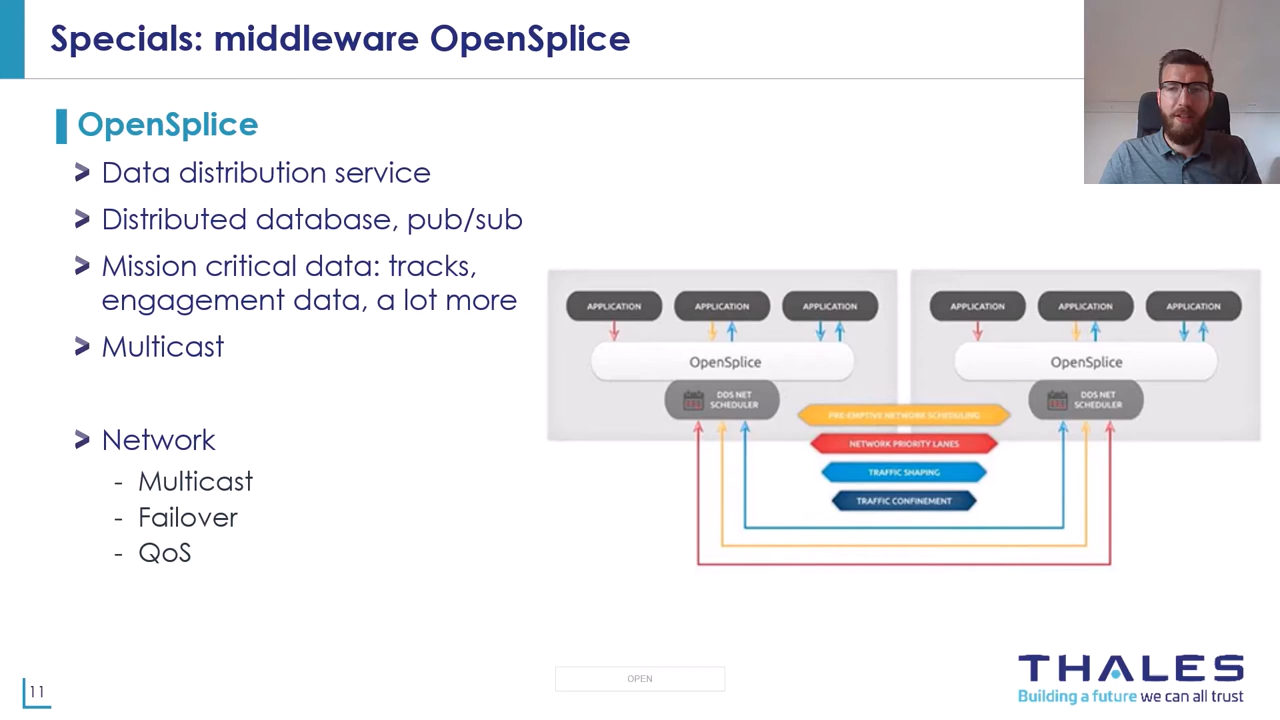 Specials: middleware OpenSplice
OpenSplice
> Data distribution service
> Distributed database, pub/sub
> Mission critical data: tracks,
engagement data, a lot more
> Multicast
> Network
- Multicast
- Failover
- QoS
APPLICATION APPLICATION APPLICATION
OpenSplice
DDS NET
SCHEDULER
APPLICATION APPLICATION APPLICATION
OpenSplice
DDS NET
SCHEDULER
PRE-EMPTIVE NETWORK SCHEDULING
NETWORK PRIORITY LANES
TRAFFIC SHAPING
TRAFFIC CONFINEMENT
11
OPEN
THALES
Building a future we can all trust